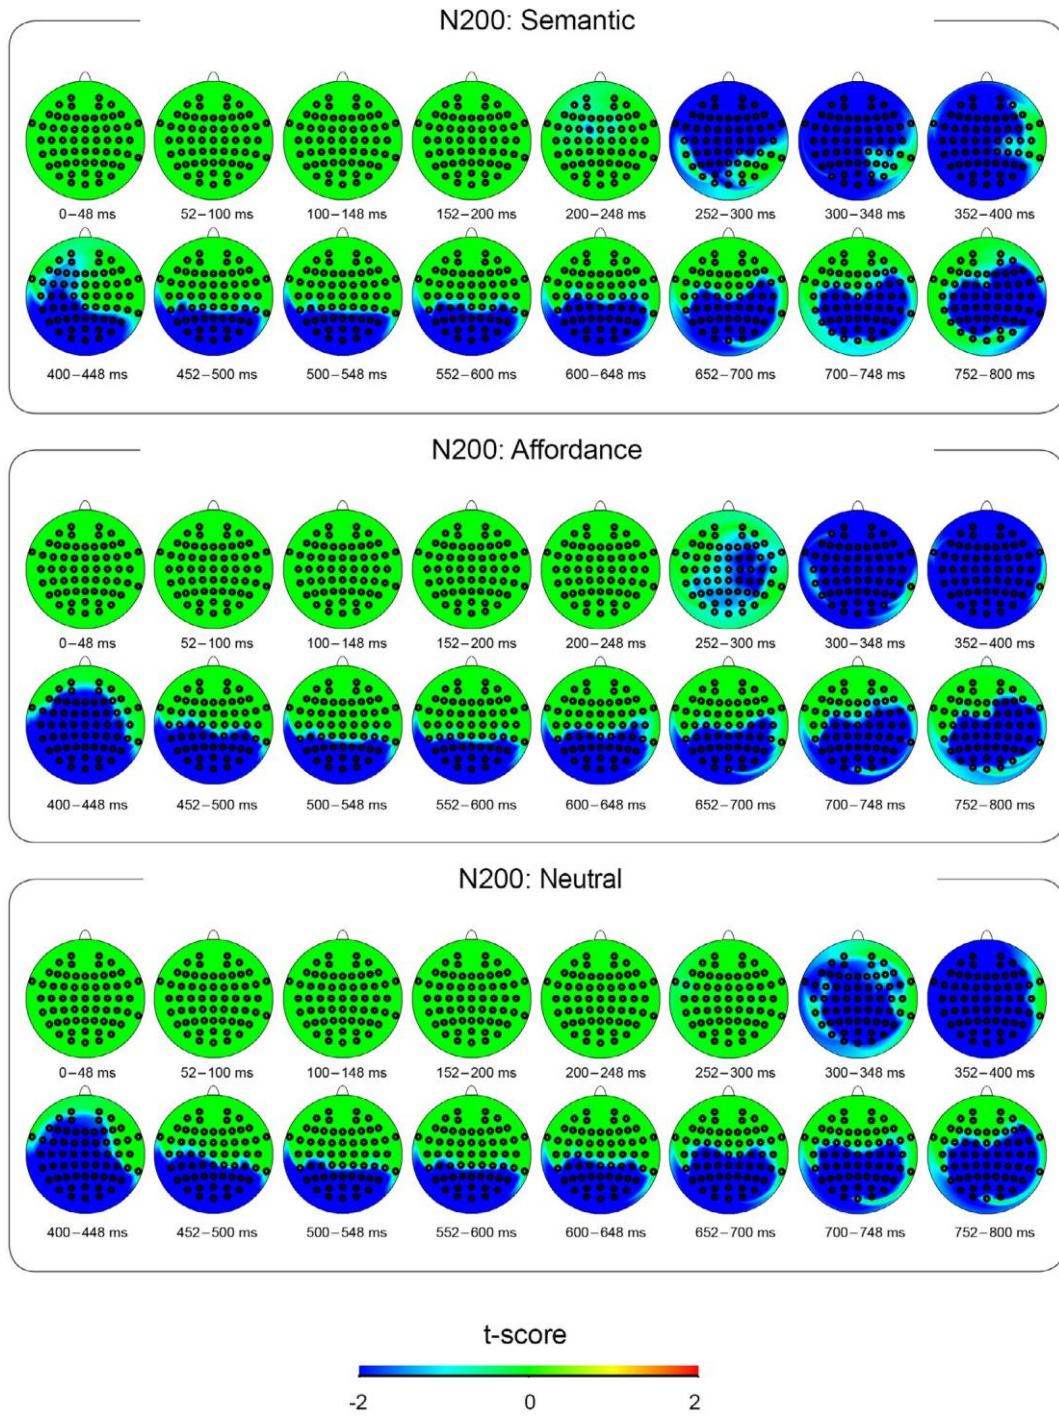 N200: Semantic
0–48 ms 52–100 ms 100–148 ms 152–200 ms 200–248 ms 252–300 ms 300–348 ms 352–400 ms
400–448 ms 452–500 ms 500–548 ms 552–600 ms 600–648 ms 652–700 ms 700–748 ms 752–800 ms
N200: Affordance
0–48 ms 52–100 ms 100–148 ms 152–200 ms 200–248 ms 252–300 ms 300–348 ms 352–400 ms
400–448 ms 452–500 ms 500–548 ms 552–600 ms 600–648 ms 652–700 ms 700–748 ms 752–800 ms
N200: Neutral
0–48 ms 52–100 ms 100–148 ms 152–200 ms 200–248 ms 252–300 ms 300–348 ms 352–400 ms
400–448 ms 452–500 ms 500–548 ms 552–600 ms 600–648 ms 652–700 ms 700–748 ms 752–800 ms
t-score
-2 0 2